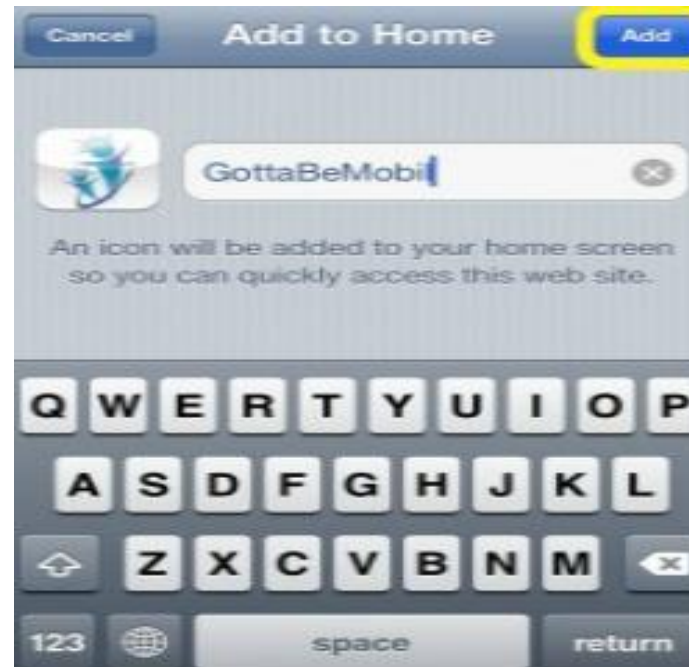 Cancel Add to Home Add
GottaBeMobil
An icon will be added to your home screen
so you can quickly access this web site.
Q W E R T Y U I O P
A S D F G H J K L
Z X C V B N M
123 space return